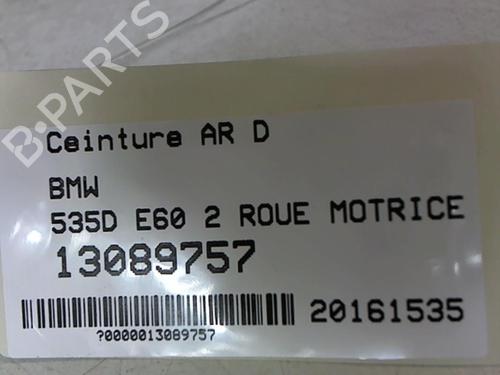 B-PARTS
Ceinture AR D
BMW
535D E60 2 ROUE MOTRICE
13089757
20161535
?0000013089757